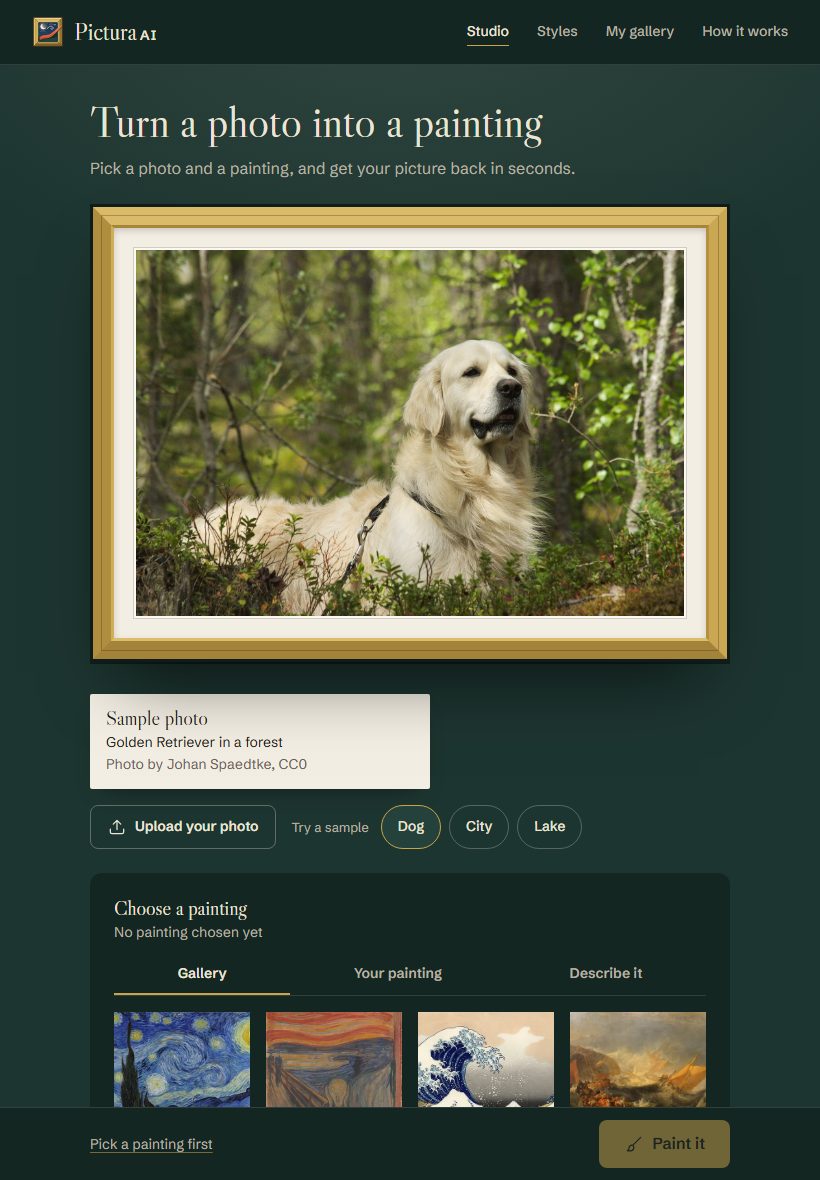 Pictura AI
Studio
Styles
My gallery
How it works
Turn a photo into a painting
Pick a photo and a painting, and get your picture back in seconds.
Sample photo
Golden Retriever in a forest
Photo by Johan Spaedtke, CC0
Upload your photo
Try a sample
Dog
City
Lake
Choose a painting
No painting chosen yet
Gallery
Your painting
Describe it
Pick a painting first
Paint it